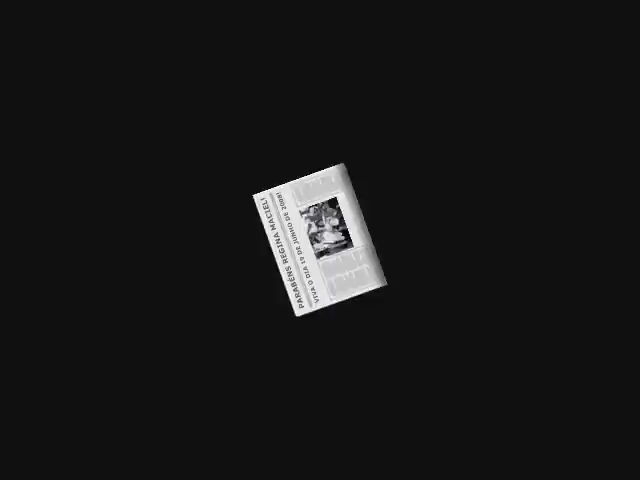 PARABÉNS REGINA MACIEL!
VIVA O DIA 19 DE JUNHO DE 2008!